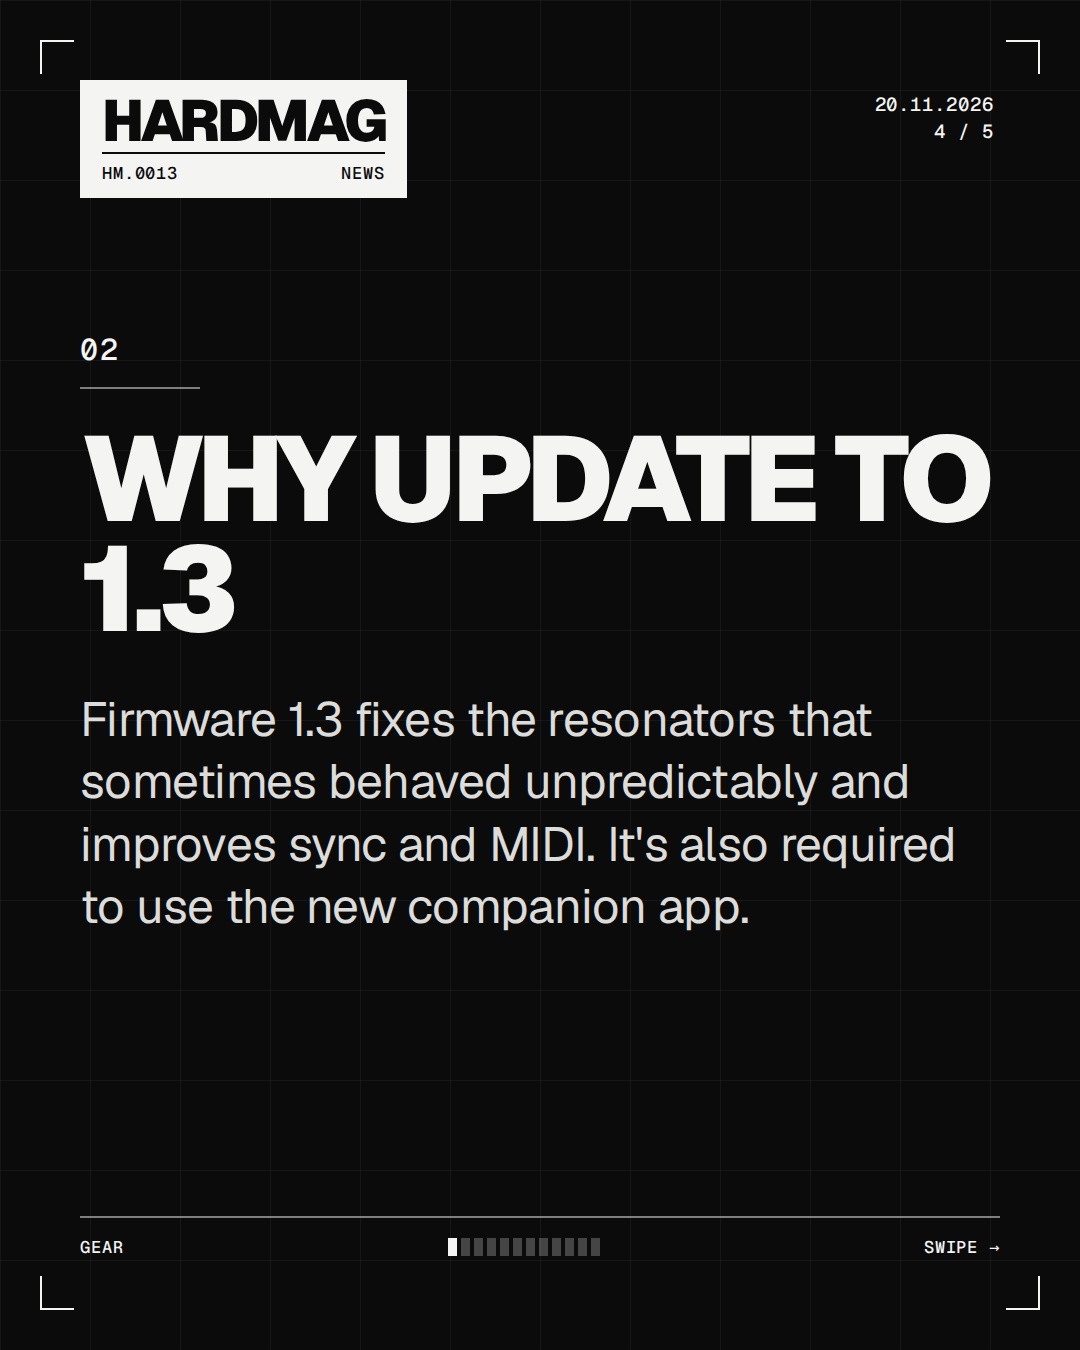 HARDMAG
HM.0013 NEWS
20.11.2026
4 / 5
02
WHY UPDATE TO
1.3
Firmware 1.3 fixes the resonators that
sometimes behaved unpredictably and
improves sync and MIDI. It's also required
to use the new companion app.
GEAR
SWIPE →